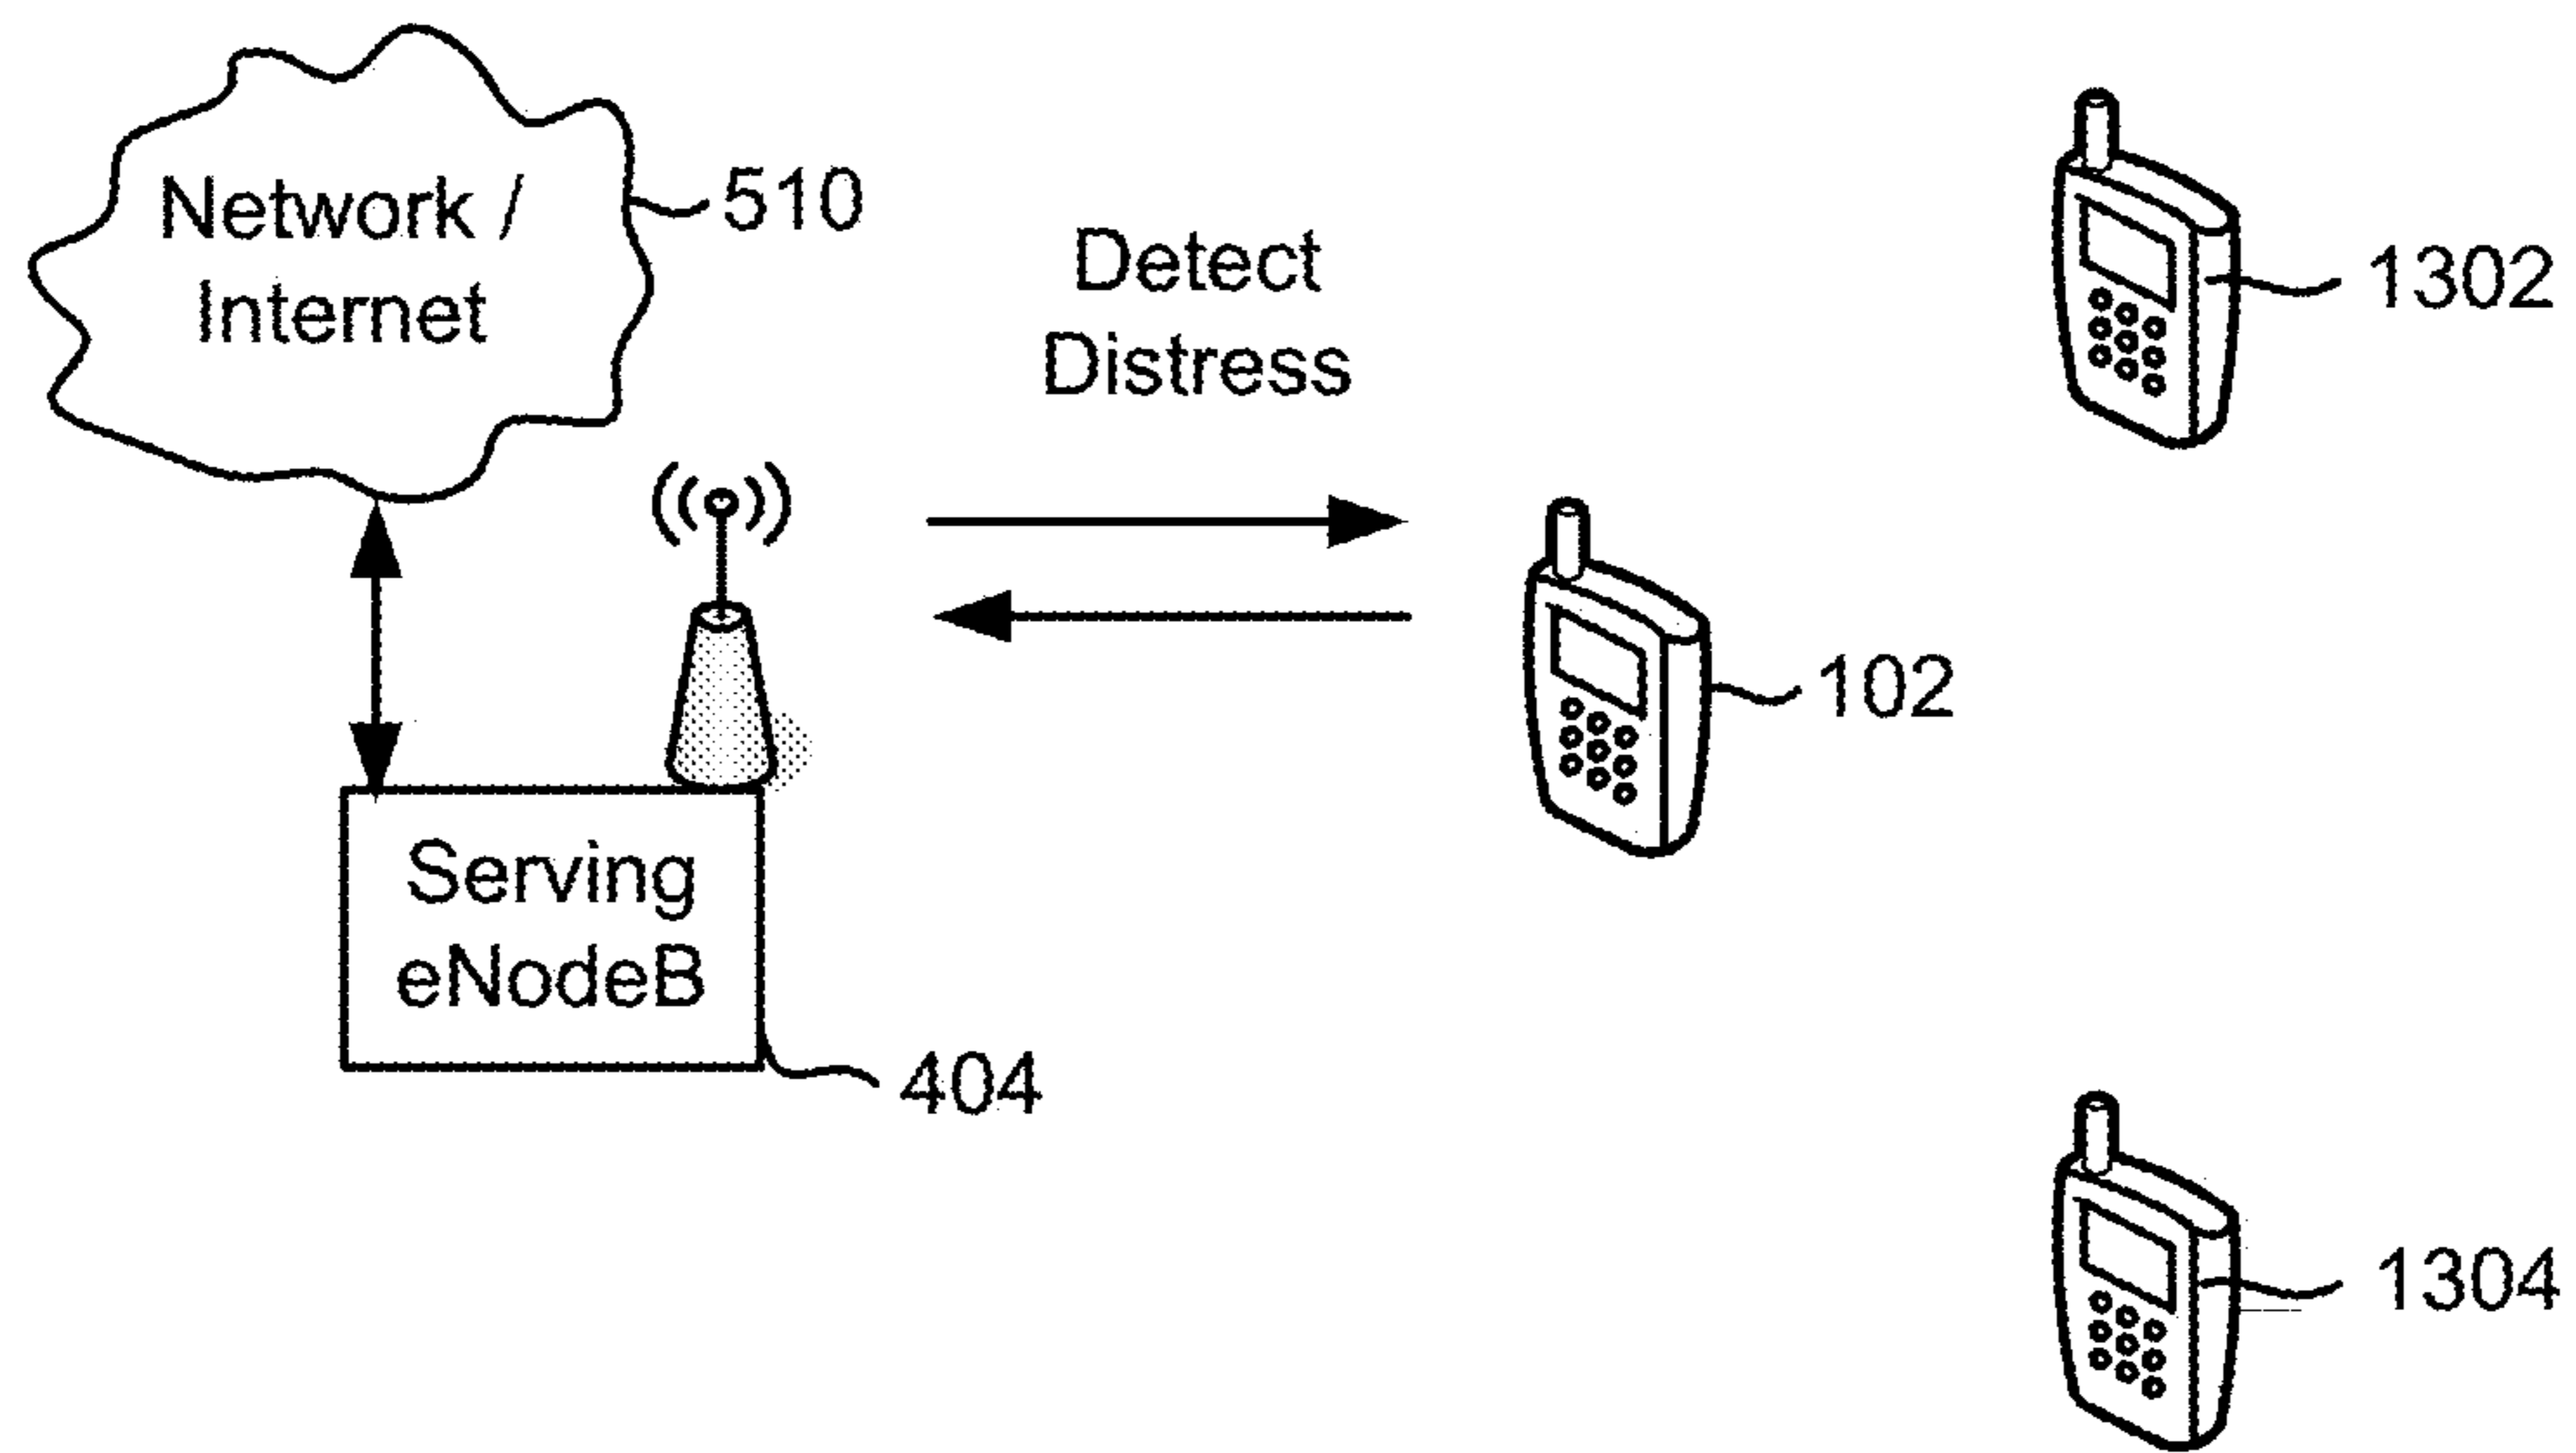 Network /
Internet
510
Detect
Distress
1302
102
Serving
eNodeB
404
1304